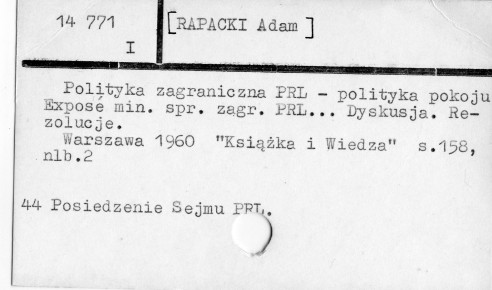 14 771
I
[RAPACKI Adam]
Polityka zagraniczna PRL - polityka pokoju
Exposé min. spr. zagr. PRL... Dyskusja. Re-
zolucje.
Warszawa 1960 "Książka i Wiedza" s.158,
nlb.2
44 Posiedzenie Sejmu PRL.